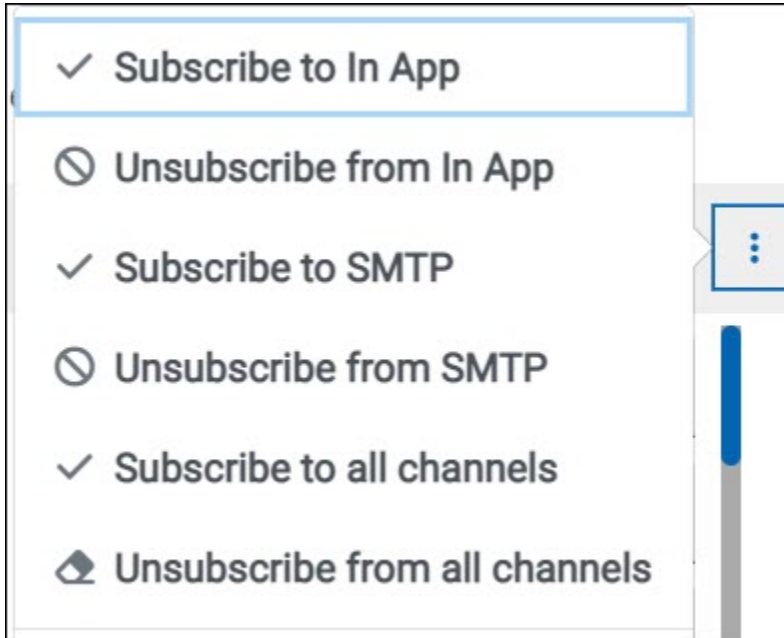 Subscribe to In App
Unsubscribe from In App
Subscribe to SMTP
Unsubscribe from SMTP
Subscribe to all channels
Unsubscribe from all channels